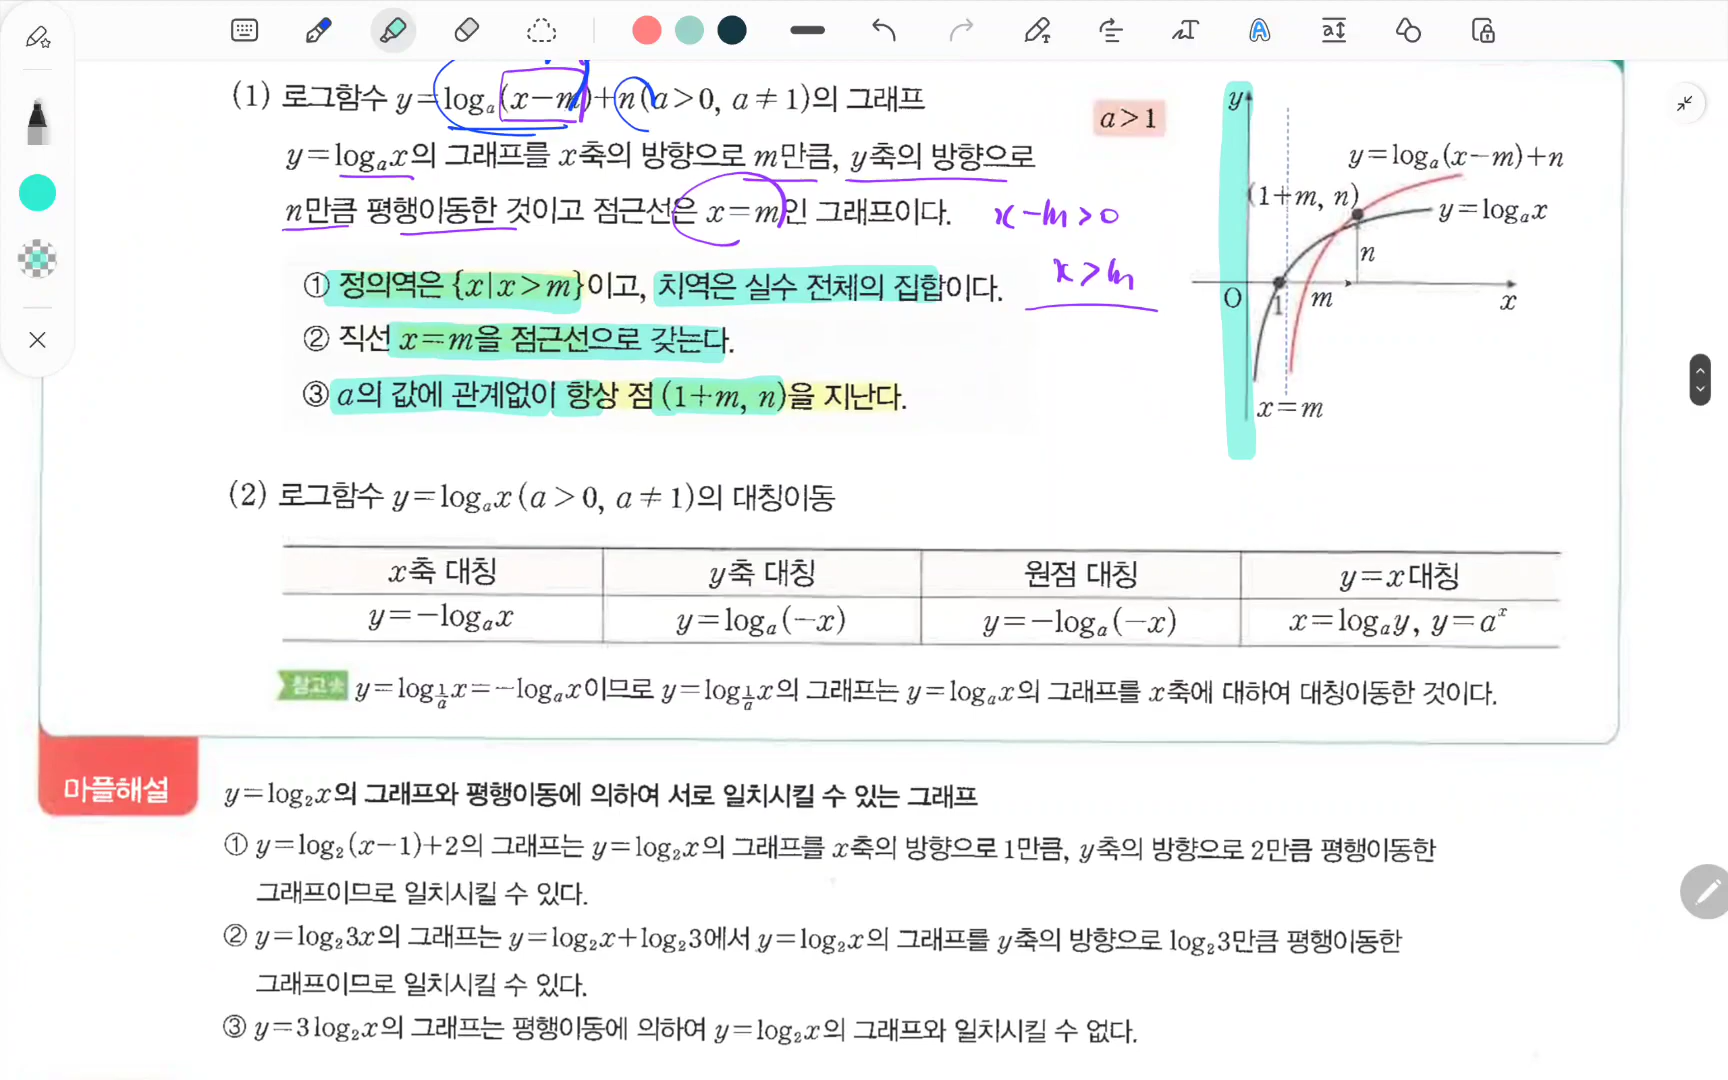 (1) 로그함수 y=logₐ(x−m)+n(a>0, a≠1)의 그래프
y=logₐx의 그래프를 x축의 방향으로 m만큼, y축의 방향으로
n만큼 평행이동한 것이고 점근선은 x=m인 그래프이다.
x−m>0
x>m
① 정의역은 {x|x>m}이고, 치역은 실수 전체의 집합이다.
② 직선 x=m을 점근선으로 갖는다.
③ a의 값에 관계없이 항상 점 (1+m, n)을 지난다.
a>1
y
y=logₐ(x−m)+n
(1+m, n)
y=logₐx
n
O
1
m
x
x=m
(2) 로그함수 y=logₐx(a>0, a≠1)의 대칭이동
x축 대칭 y축 대칭 원점 대칭 y=x대칭
y=−logₐx y=logₐ(−x) y=−logₐ(−x) x=logₐy, y=aˣ
참고 y=log_{1/a}x=−logₐx이므로 y=log_{1/a}x의 그래프는 y=logₐx의 그래프를 x축에 대하여 대칭이동한 것이다.
마플해설
y=log₂x의 그래프와 평행이동에 의하여 서로 일치시킬 수 있는 그래프
① y=log₂(x−1)+2의 그래프는 y=log₂x의 그래프를 x축의 방향으로 1만큼, y축의 방향으로 2만큼 평행이동한
그래프이므로 일치시킬 수 있다.
② y=log₂3x의 그래프는 y=log₂x+log₂3에서 y=log₂x의 그래프를 y축의 방향으로 log₂3만큼 평행이동한
그래프이므로 일치시킬 수 있다.
③ y=3log₂x의 그래프는 평행이동에 의하여 y=log₂x의 그래프와 일치시킬 수 없다.